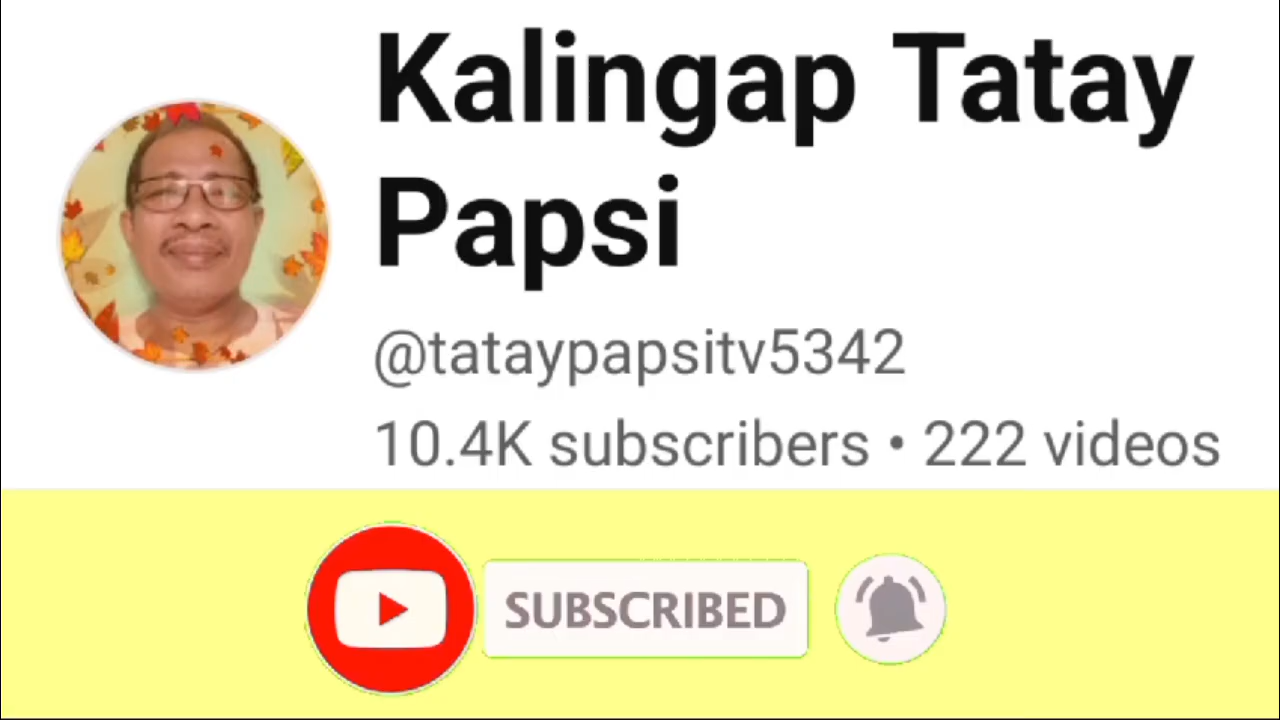 Kalingap Tatay
Papsi
@tataypapsitv5342
10.4K subscribers • 222 videos
SUBSCRIBED